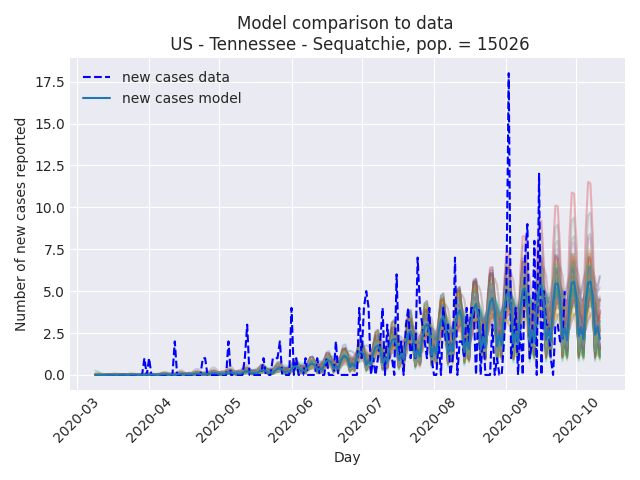 Model comparison to data
US - Tennessee - Sequatchie, pop. = 15026
new cases data
new cases model
17.5
15.0
12.5
10.0
7.5
5.0
2.5
0.0
Number of new cases reported
2020-03
2020-04
2020-05
2020-06
2020-07
2020-08
2020-09
2020-10
Day